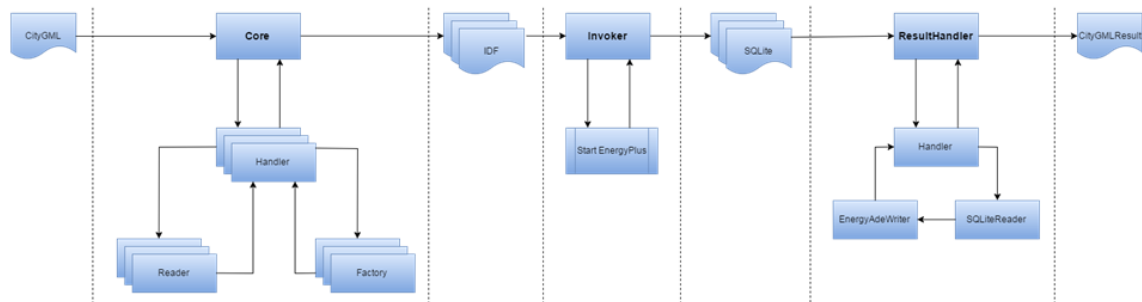 CityGML
Core
IDF
Invoker
SQLite
ResultHandler
CityGMLResult
Handler
Start EnergyPlus
Handler
Reader
Factory
EnergyAdeWriter
SQLiteReader